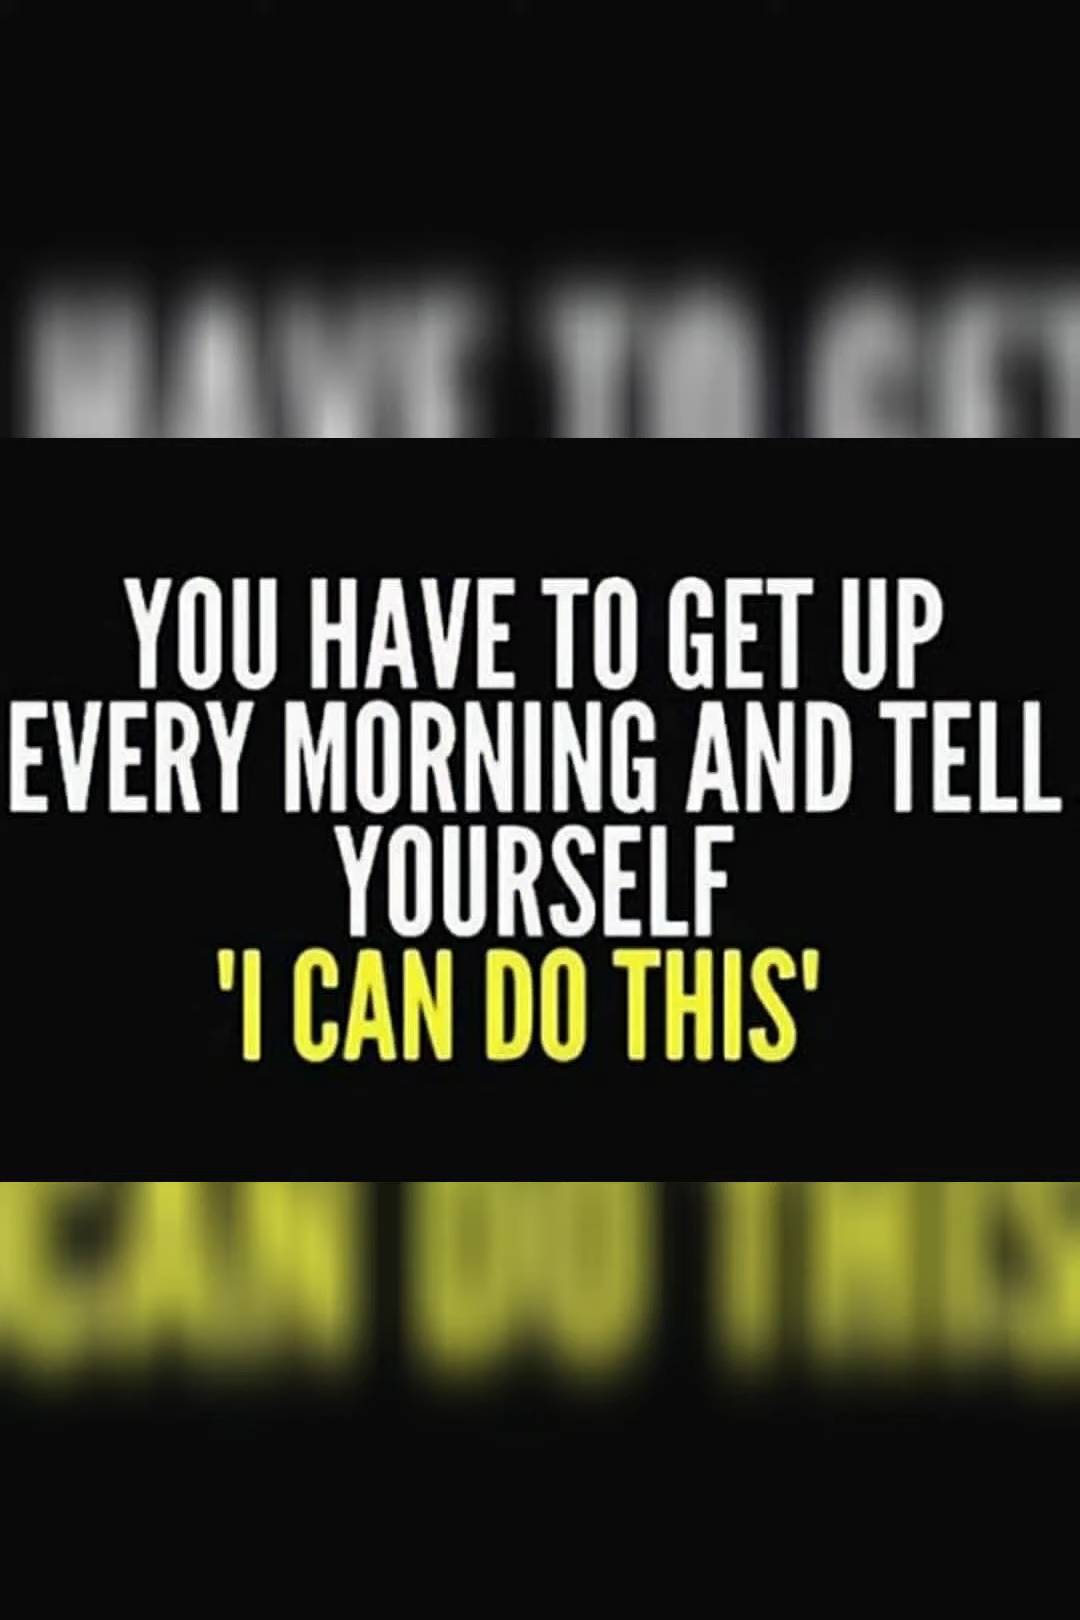 YOU HAVE TO GET UP
EVERY MORNING AND TELL
YOURSELF
'I CAN DO THIS'